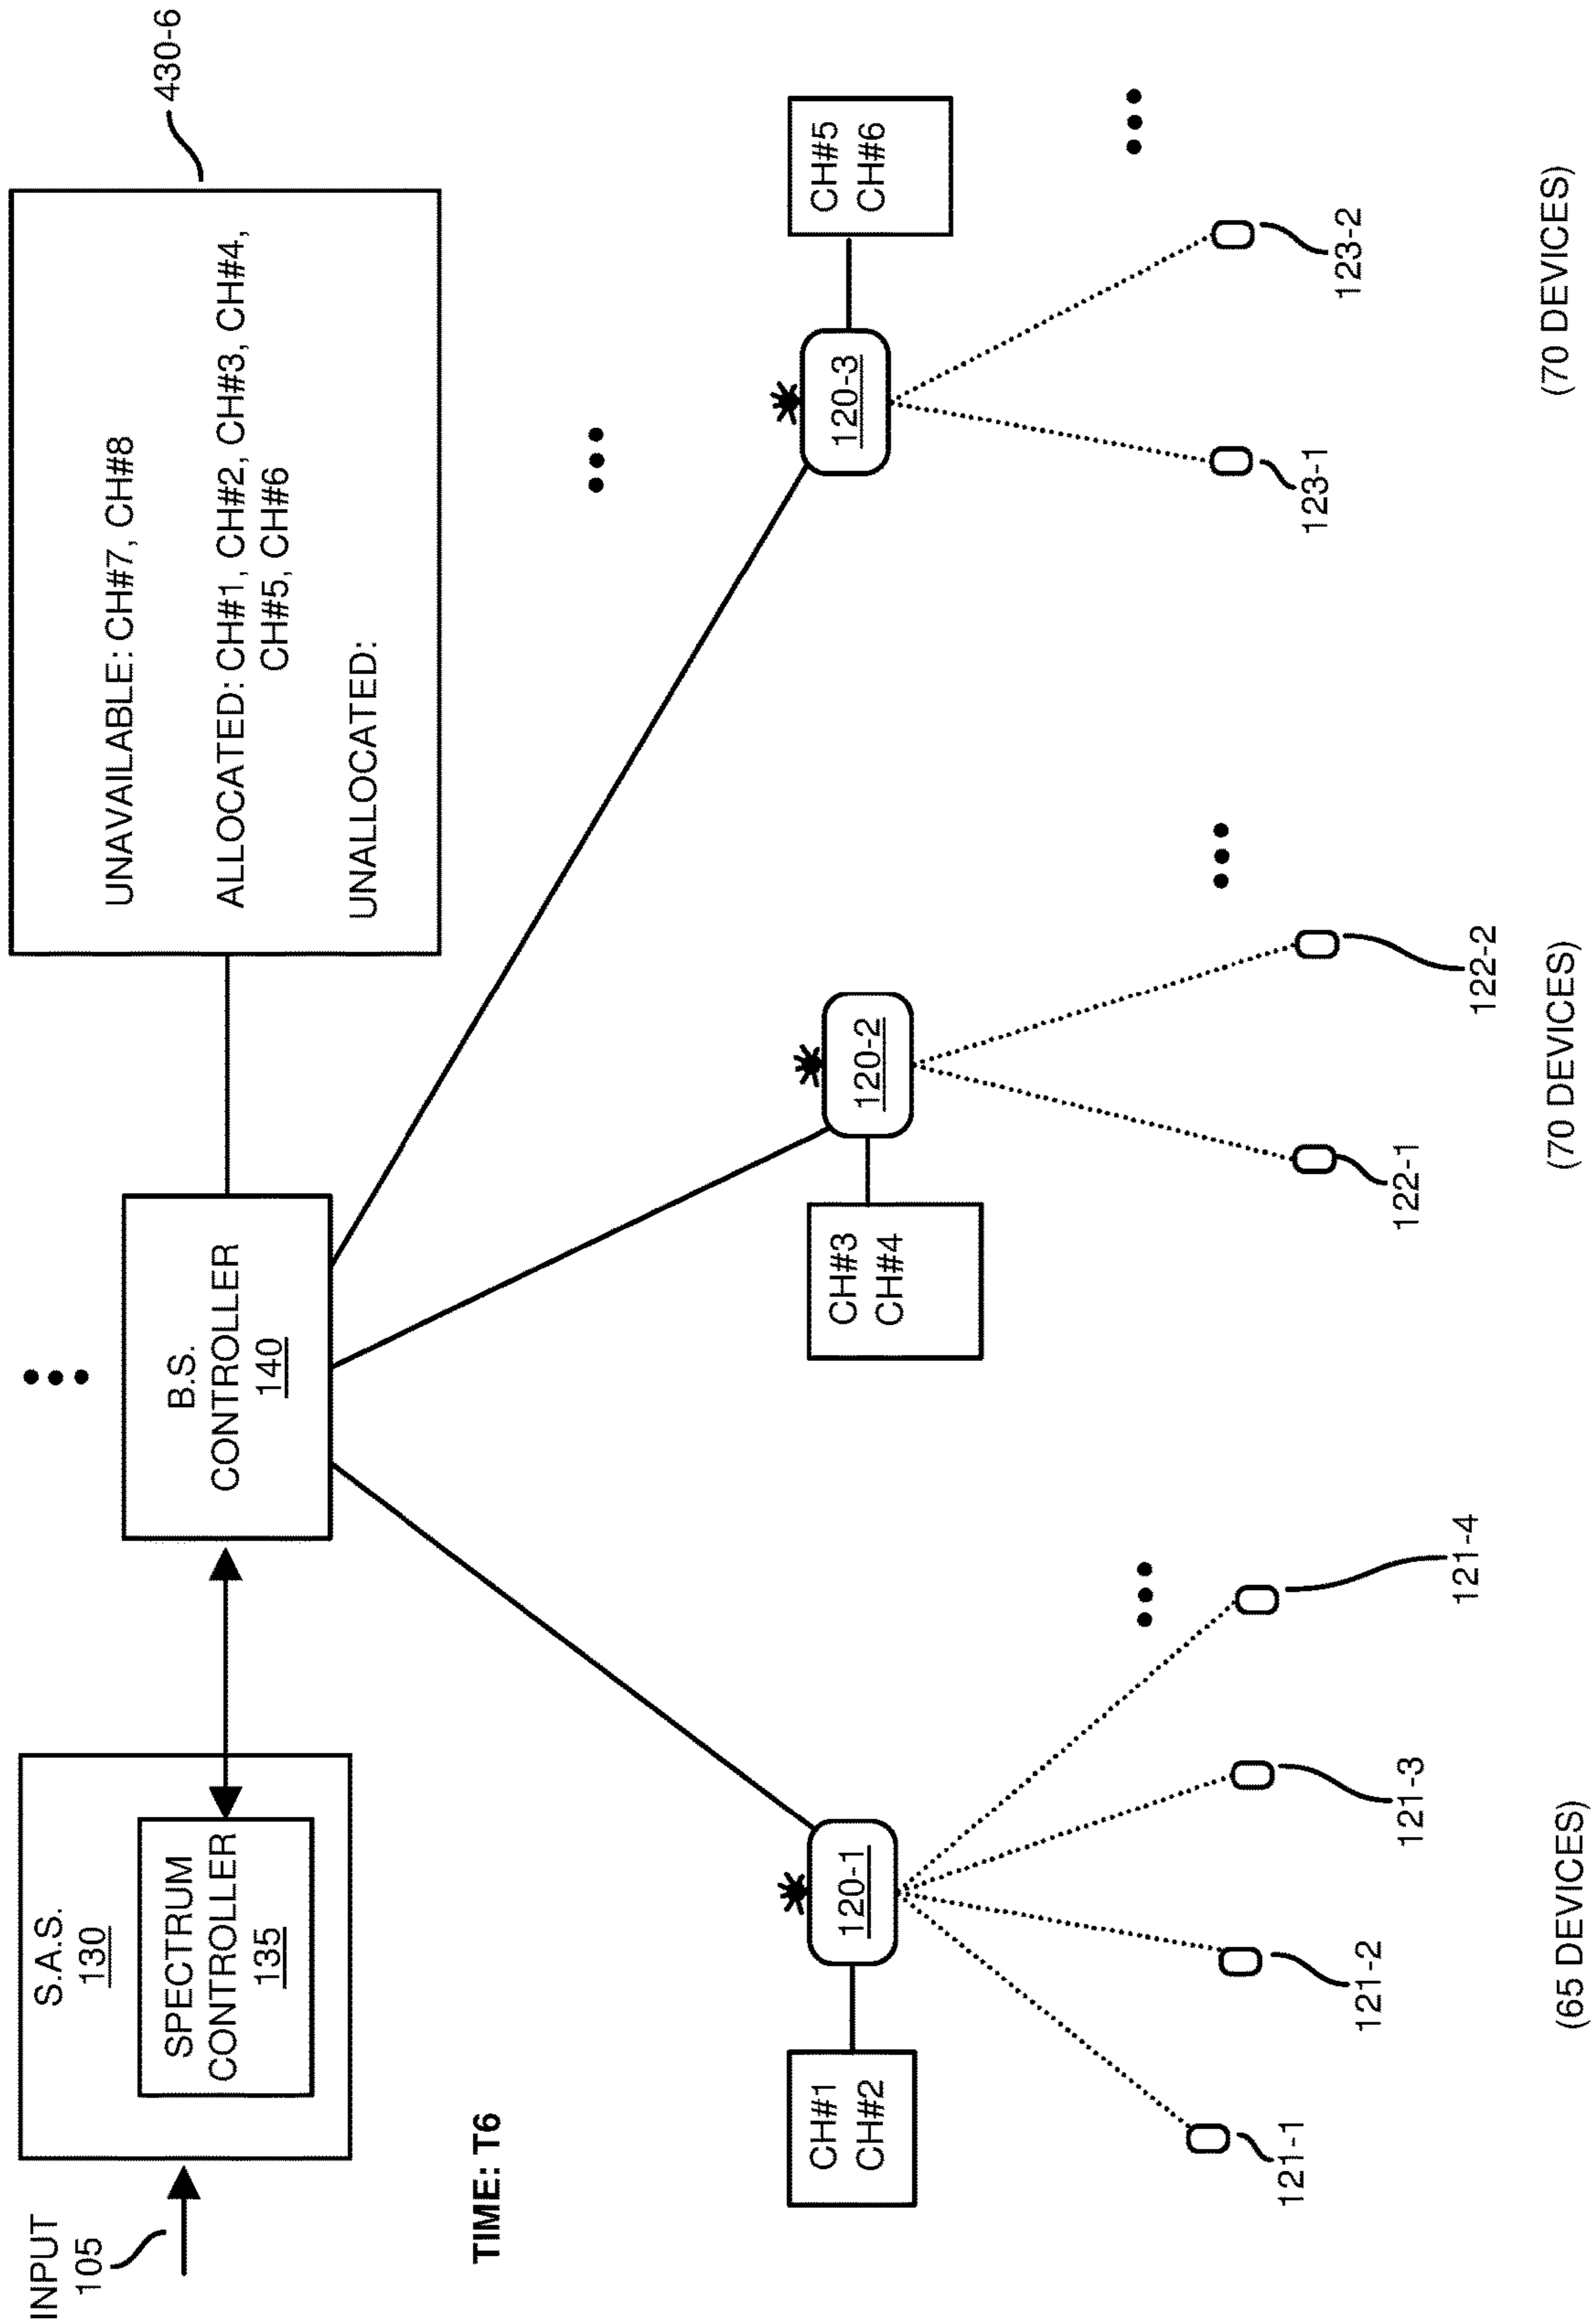 INPUT
105
S.A.S.
130
SPECTRUM
CONTROLLER
135
B.S.
CONTROLLER
140
430-6
UNAVAILABLE: CH#7, CH#8
ALLOCATED: CH#1, CH#2, CH#3, CH#4,
CH#5, CH#6
UNALLOCATED:
TIME: T6
CH#1
CH#2
120-1
CH#3
CH#4
120-2
120-3
CH#5
CH#6
121-1
121-2
121-3
121-4
122-1
122-2
123-1
123-2
(65 DEVICES)
(70 DEVICES)
(70 DEVICES)